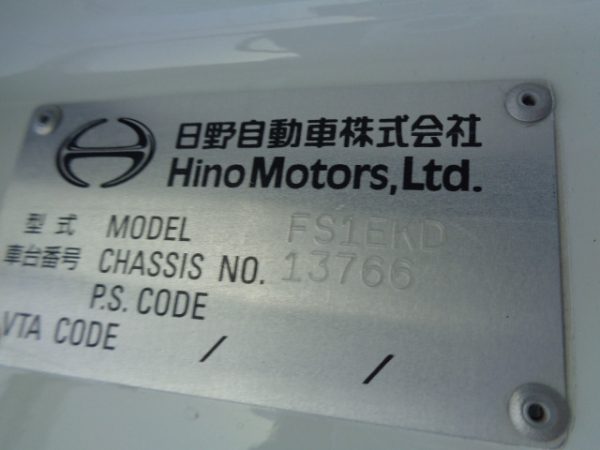 日野自動車株式会社
Hino Motors, Ltd.
型式 MODEL FS1EKD
車台番号 CHASSIS NO. 13766
P.S. CODE
VTA CODE / /